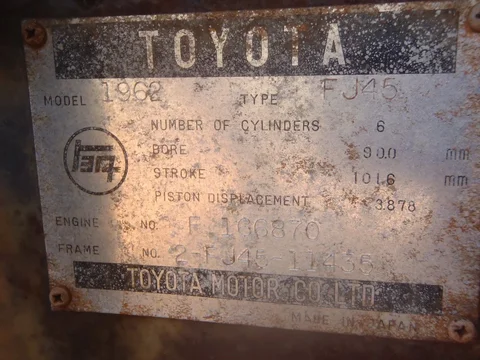 TOYOTA
MODEL 1962 TYPE FJ45
NUMBER OF CYLINDERS 6
BORE 90.0 mm
STROKE 101.6 mm
PISTON DISPLACEMENT 3.878
ENGINE NO. F
FRAME NO.
TOYOTA MOTOR CO. LTD
MADE IN JAPAN